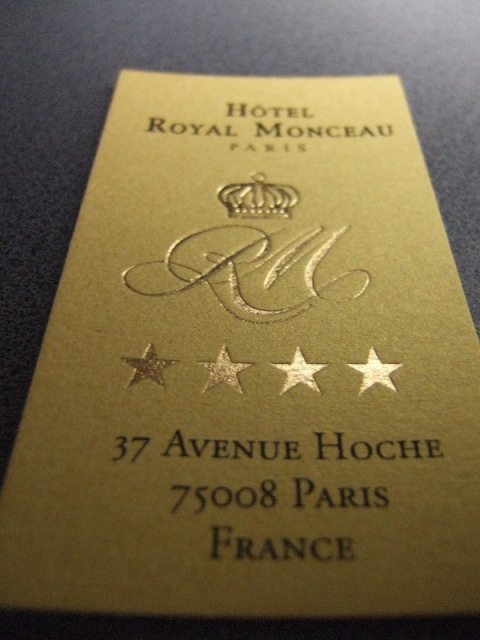 HÔTEL
ROYAL MONCEAU
PARIS
RM
37 AVENUE HOCHE
75008 PARIS
FRANCE